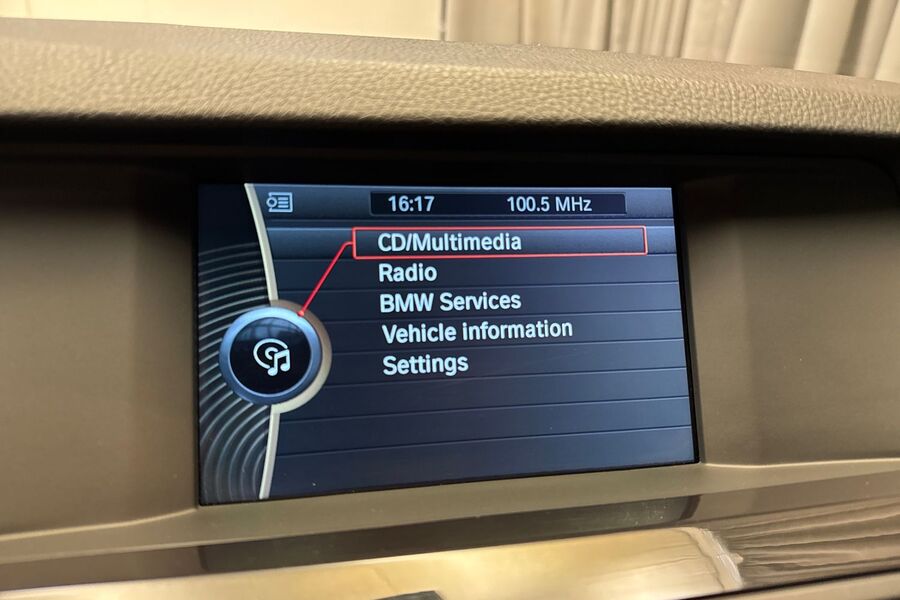 16:17 100.5 MHz
CD/Multimedia
Radio
BMW Services
Vehicle information
Settings